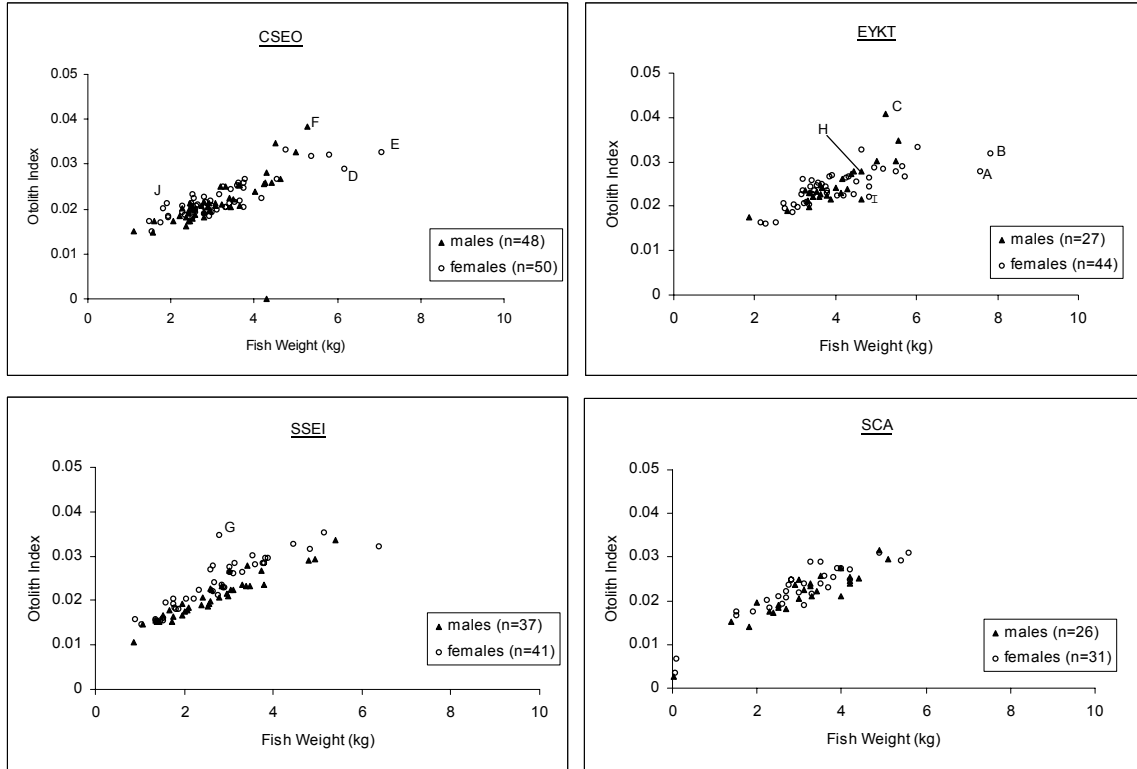 CSEO
0.05
0.04
0.03
0.02
0.01
0
Otolith Index
J
F
E
D
males (n=48)
females (n=50)
0 2 4 6 8 10
Fish Weight (kg)
EYKT
0.05
0.04
0.03
0.02
0.01
0
Otolith Index
C
H
B
A
I
males (n=27)
females (n=44)
0 2 4 6 8 10
Fish Weight (kg)
SSEI
0.05
0.04
0.03
0.02
0.01
0
Otolith Index
G
males (n=37)
females (n=41)
0 2 4 6 8 10
Fish Weight (kg)
SCA
0.05
0.04
0.03
0.02
0.01
0
Otolith Index
males (n=26)
females (n=31)
0 2 4 6 8 10
Fish Weight (kg)